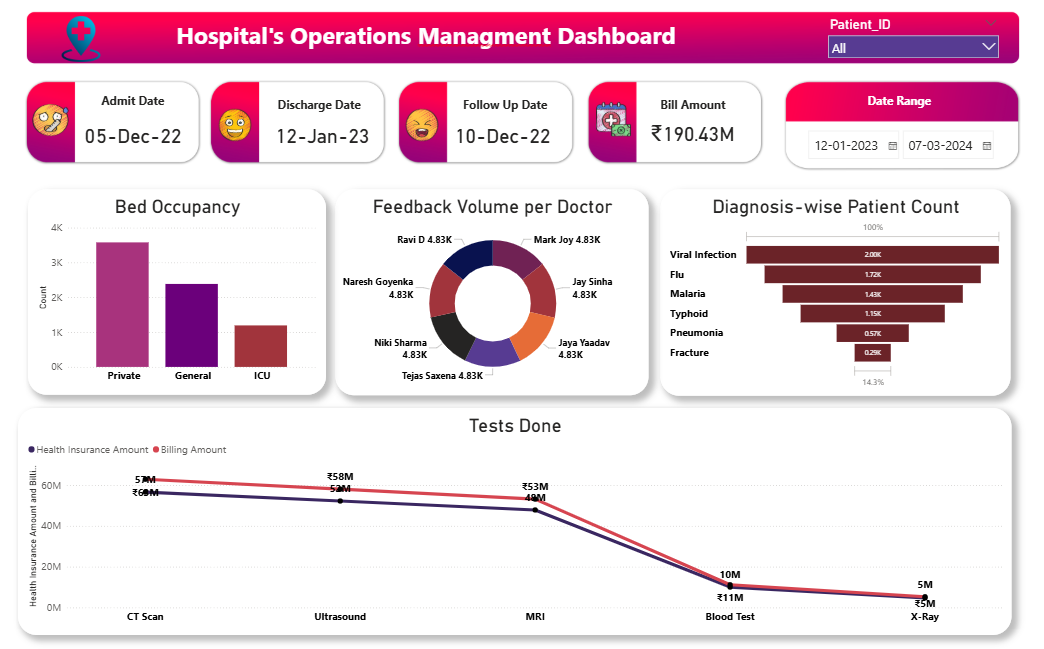 Hospital's Operations Managment Dashboard
Patient_ID
All
Admit Date
05-Dec-22
Discharge Date
12-Jan-23
Follow Up Date
10-Dec-22
Bill Amount
₹190.43M
Date Range
12-01-2023
07-03-2024
Bed Occupancy
4K
3K
2K
1K
0K
Count
Private
General
ICU
Feedback Volume per Doctor
Ravi D 4.83K
Mark Joy 4.83K
Naresh Goyenka
4.83K
Jay Sinha
4.83K
Niki Sharma
4.83K
Jaya Yaadav
4.83K
Tejas Saxena 4.83K
Diagnosis-wise Patient Count
100%
Viral Infection 2.00K
Flu 1.72K
Malaria 1.43K
Typhoid 1.15K
Pneumonia 0.57K
Fracture 0.29K
14.3%
Tests Done
Health Insurance Amount
Billing Amount
Health Insurance Amount and Billi...
60M
40M
20M
0M
57M
₹63M
₹58M
52M
₹53M
48M
10M
₹11M
5M
₹5M
CT Scan
Ultrasound
MRI
Blood Test
X-Ray